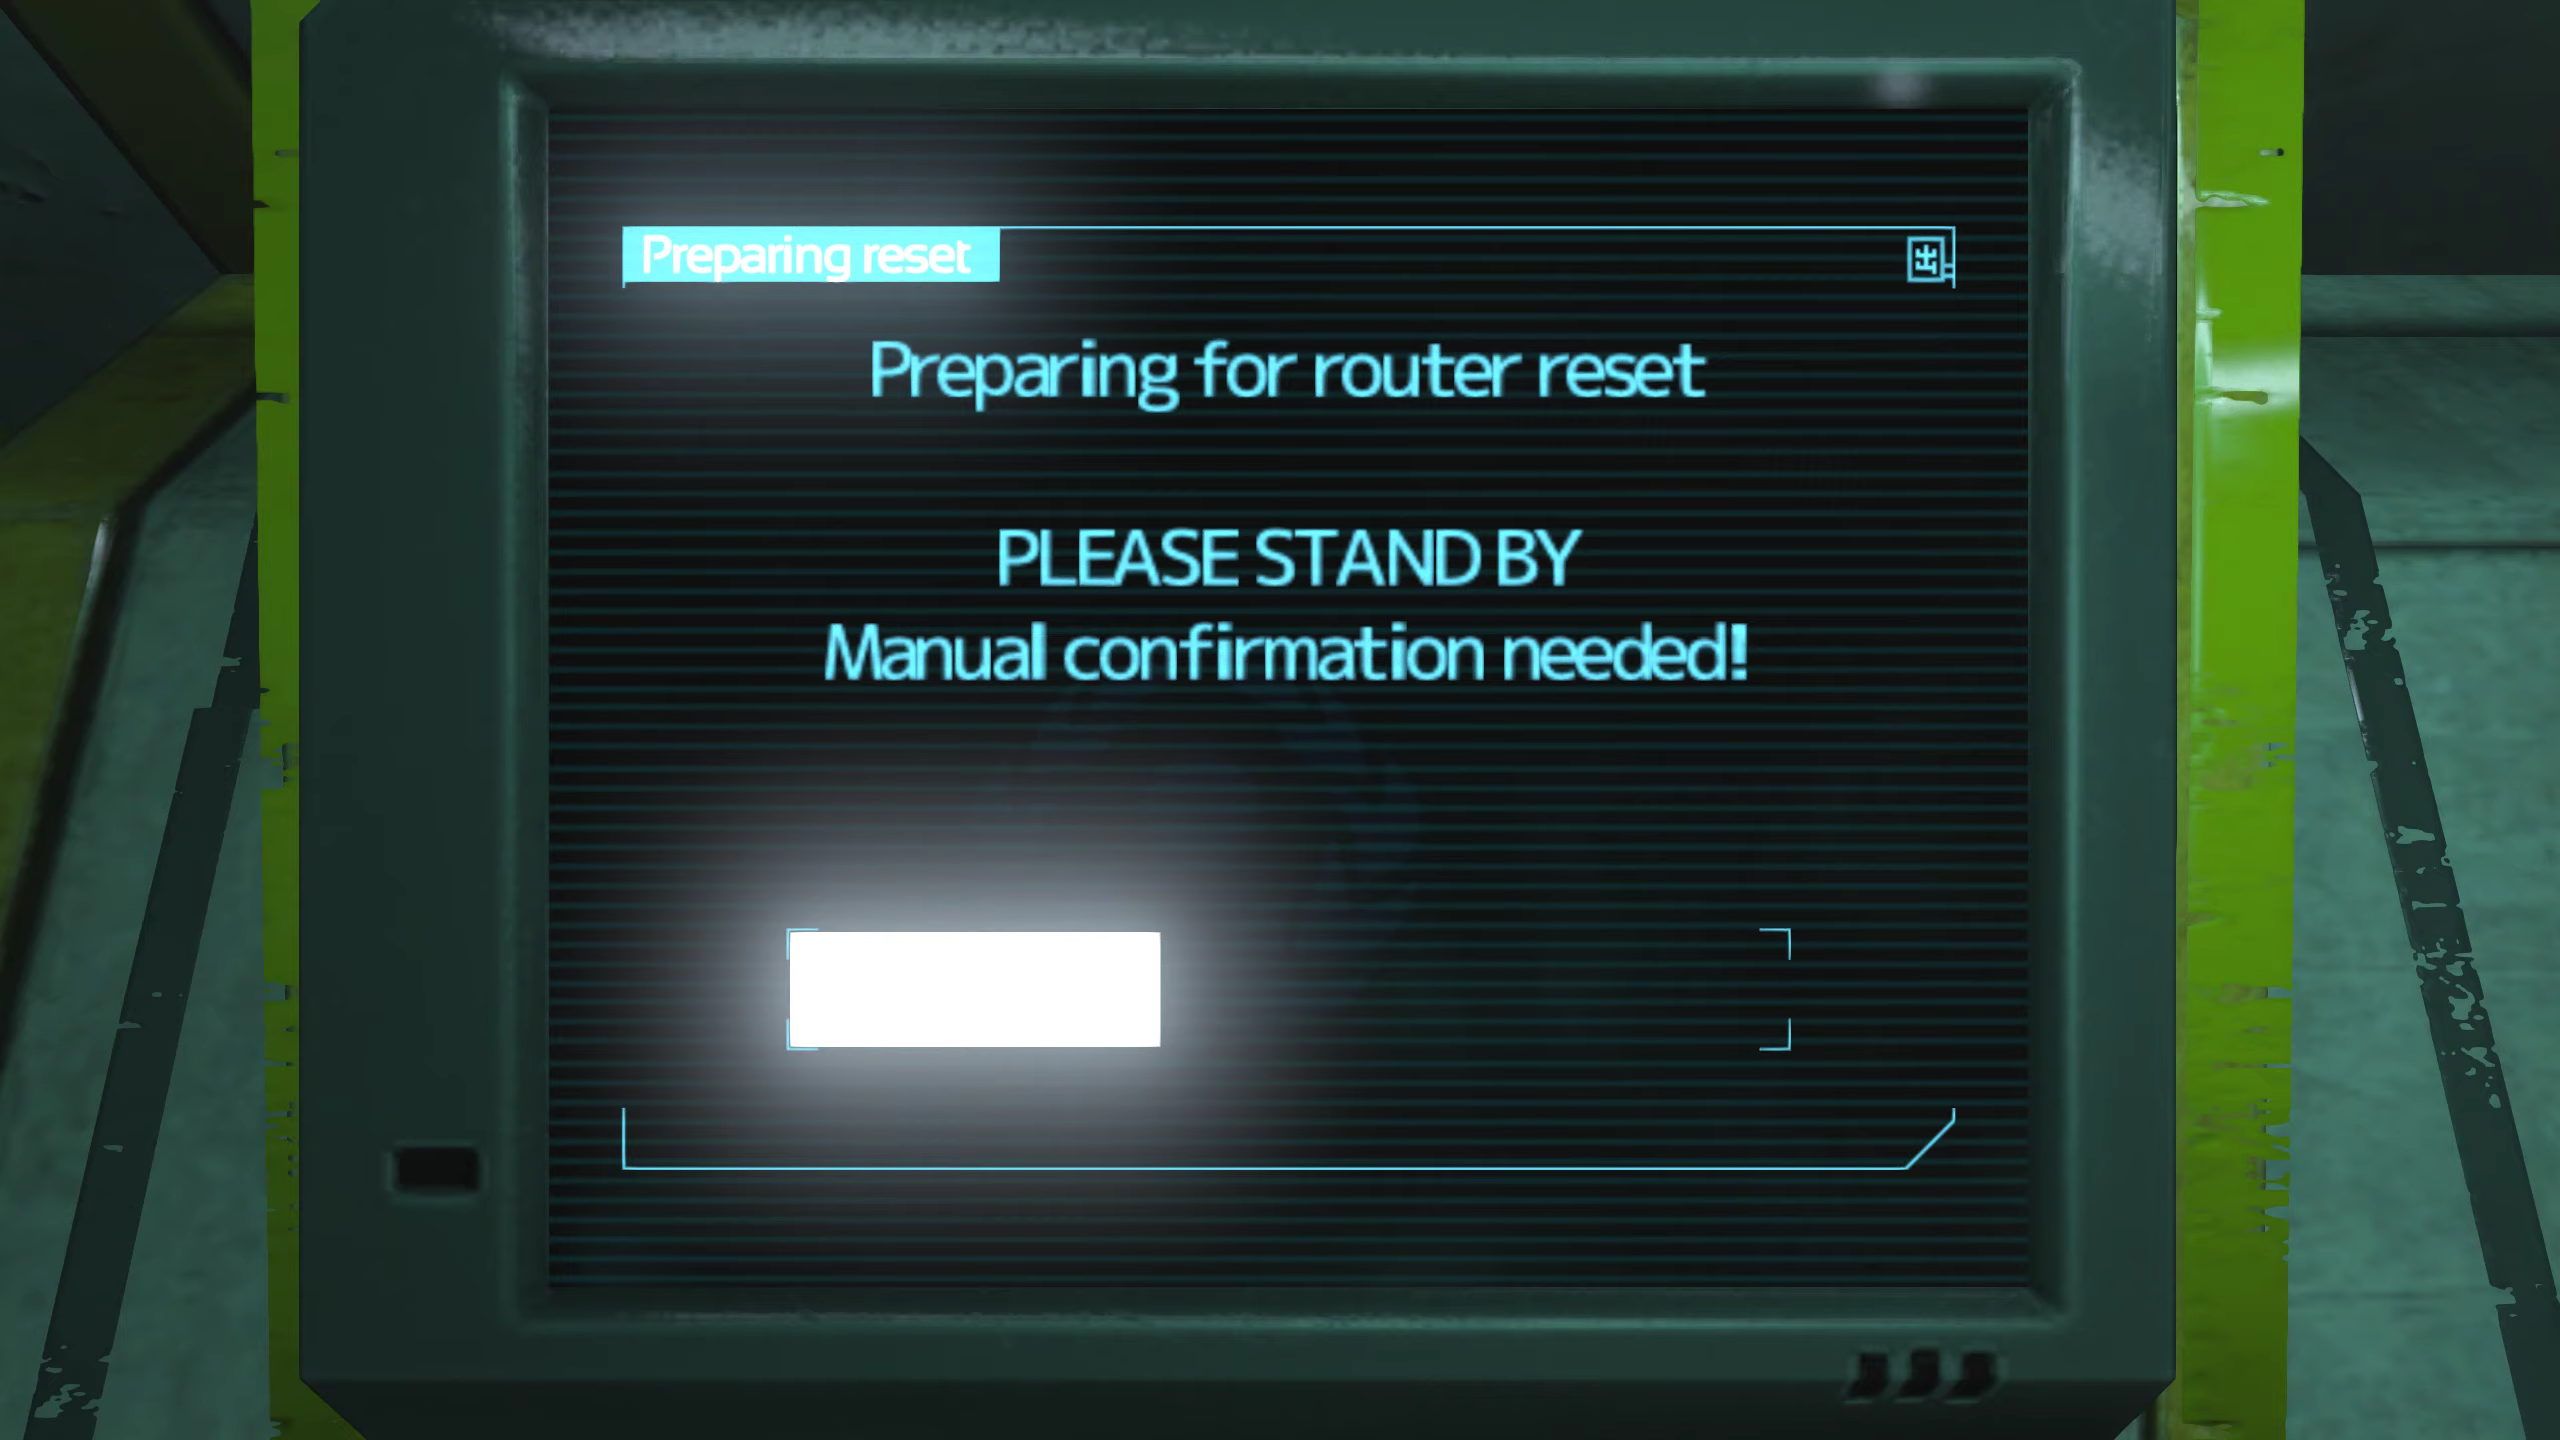 Preparing reset
Preparing for router reset
PLEASE STAND BY
Manual confirmation needed!